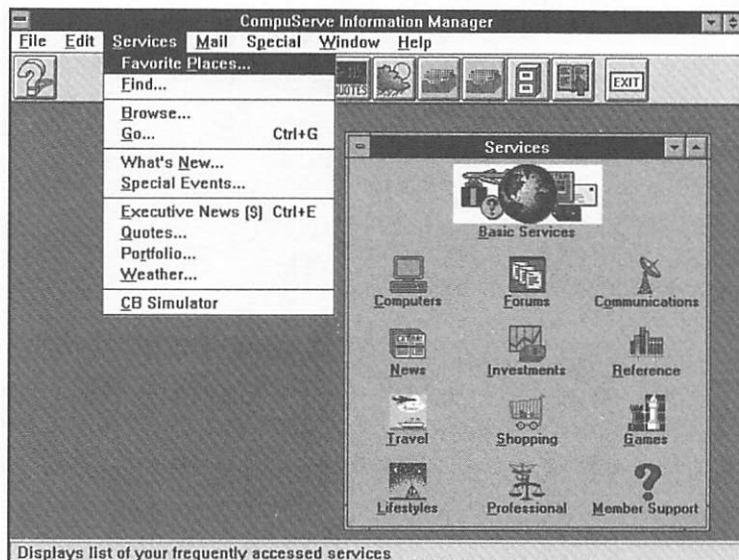 CompuServe Information Manager
File Edit Services Mail Special Window Help
Favorite Places...
Find...
Browse...
Go... Ctrl+G
What's New...
Special Events...
Executive News ($) Ctrl+E
Quotes...
Portfolio...
Weather...
CB Simulator
EXIT
Services
Basic Services
Computers Forums Communications
News Investments Reference
Travel Shopping Games
Lifestyles Professional Member Support
Displays list of your frequently accessed services